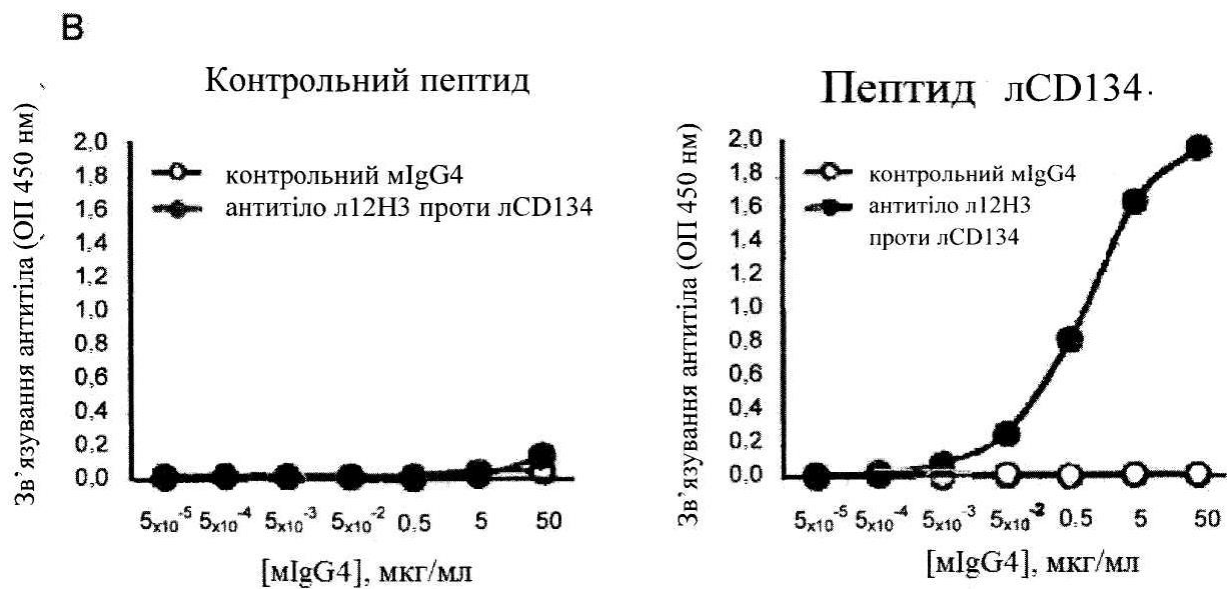 B
Контрольний пептид
Зв’язування антитіла (ОП 450 нм)
2,0
1,8
1,6
1,4
1,2
1,0
0,8
0,6
0,4
0,2
0,0
контрольний мIgG4
антитіло л12Н3 проти лCD134
5x10⁻⁵ 5x10⁻⁴ 5x10⁻³ 5x10⁻² 0,5 5 50
[мIgG4], мкг/мл
Пептид лCD134.
Зв’язування антитіла (ОП 450 нм)
2,0
1,8
1,6
1,4
1,2
1,0
0,8
0,6
0,4
0,2
0,0
контрольний мIgG4
антитіло л12Н3
проти лCD134
5x10⁻⁵ 5x10⁻⁴ 5x10⁻³ 5x10⁻² 0,5 5 50
[мIgG4], мкг/мл